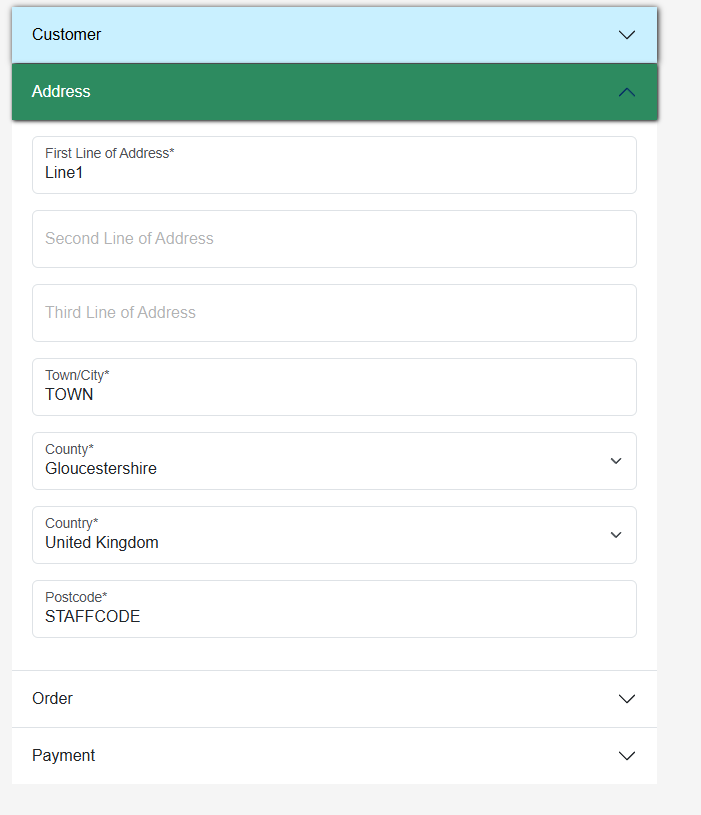 Customer
Address
First Line of Address*
Line1
Second Line of Address
Third Line of Address
Town/City*
TOWN
County*
Gloucestershire
Country*
United Kingdom
Postcode*
STAFFCODE
Order
Payment